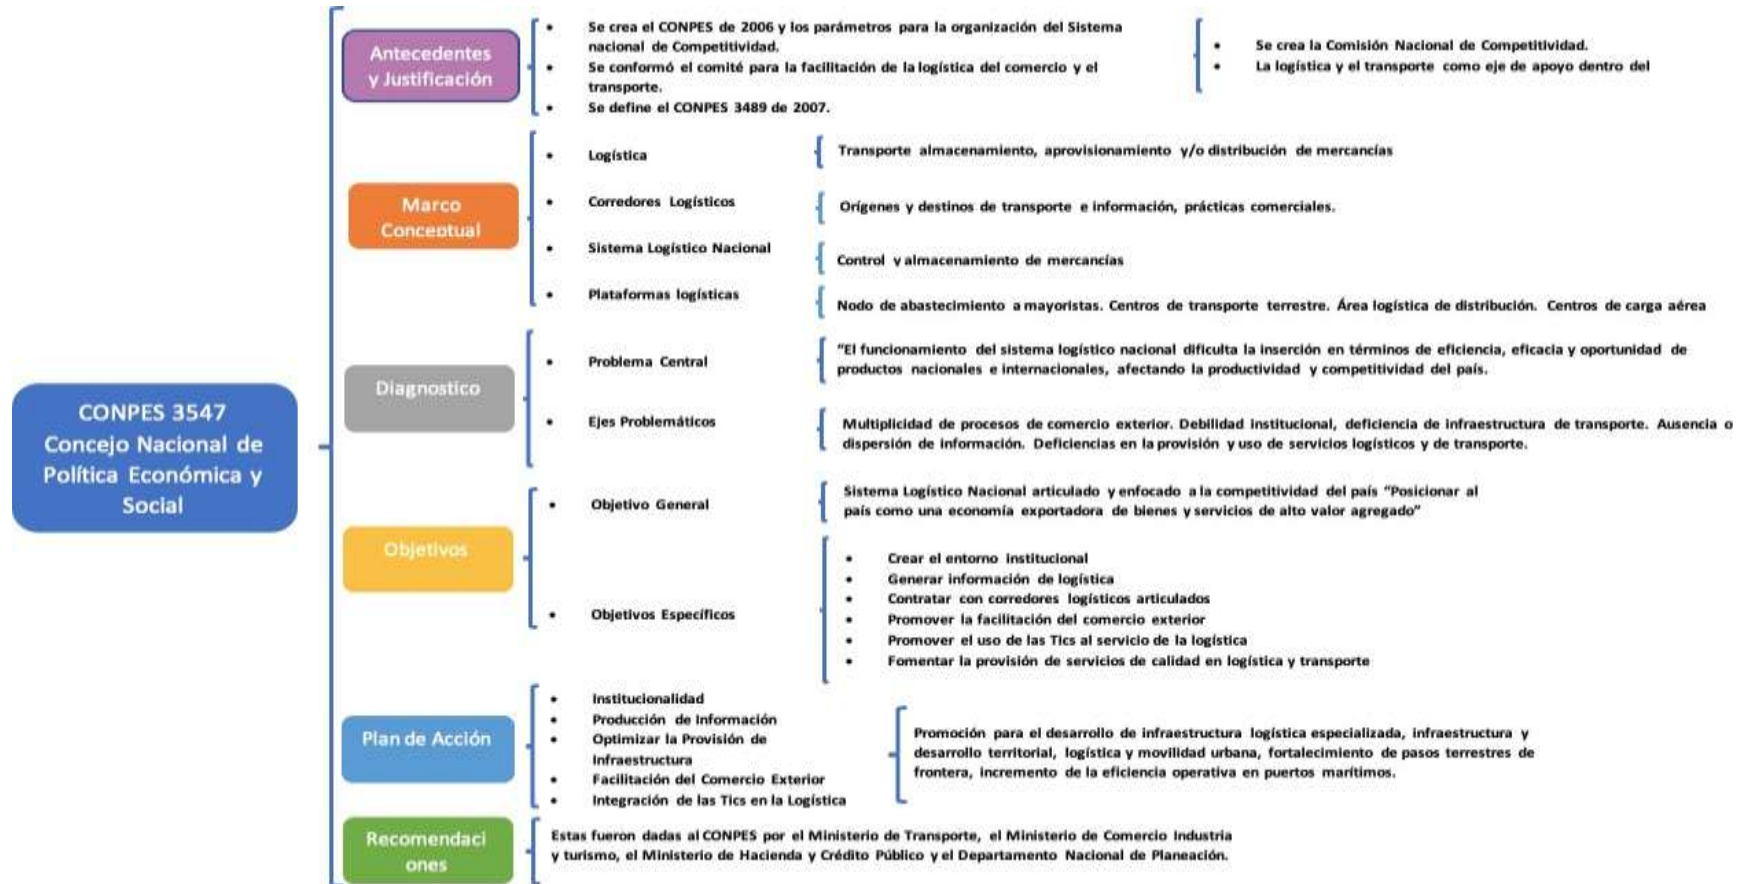 CONPES 3547
Concejo Nacional de
Política Económica y
Social
Antecedentes
y Justificación
• Se crea el CONPES de 2006 y los parámetros para la organización del Sistema
nacional de Competitividad.
• Se conformó el comité para la facilitación de la logística del comercio y el
transporte.
• Se define el CONPES 3489 de 2007.
• Se crea la Comisión Nacional de Competitividad.
• La logística y el transporte como eje de apoyo dentro del
Marco
Conceptual
• Logística
Transporte almacenamiento, aprovisionamiento y/o distribución de mercancías
• Corredores Logísticos
Orígenes y destinos de transporte e información, prácticas comerciales.
• Sistema Logístico Nacional
Control y almacenamiento de mercancías
• Plataformas logísticas
Nodo de abastecimiento a mayoristas. Centros de transporte terrestre. Área logística de distribución. Centros de carga aérea
Diagnostico
• Problema Central
"El funcionamiento del sistema logístico nacional dificulta la inserción en términos de eficiencia, eficacia y oportunidad de
productos nacionales e internacionales, afectando la productividad y competitividad del país.
• Ejes Problemáticos
Multiplicidad de procesos de comercio exterior. Debilidad institucional, deficiencia de infraestructura de transporte. Ausencia o
dispersión de información. Deficiencias en la provisión y uso de servicios logísticos y de transporte.
Objetivos
• Objetivo General
Sistema Logístico Nacional articulado y enfocado a la competitividad del país "Posicionar al
país como una economía exportadora de bienes y servicios de alto valor agregado"
• Objetivos Específicos
• Crear el entorno institucional
• Generar información de logística
• Contratar con corredores logísticos articulados
• Promover la facilitación del comercio exterior
• Promover el uso de las Tics al servicio de la logística
• Fomentar la provisión de servicios de calidad en logística y transporte
Plan de Acción
• Institucionalidad
• Producción de Información
• Optimizar la Provisión de
Infraestructura
• Facilitación del Comercio Exterior
• Integración de las Tics en la Logística
Promoción para el desarrollo de infraestructura logística especializada, infraestructura y
desarrollo territorial, logística y movilidad urbana, fortalecimiento de pasos terrestres de
frontera, incremento de la eficiencia operativa en puertos marítimos.
Recomendaci
ones
Estas fueron dadas al CONPES por el Ministerio de Transporte, el Ministerio de Comercio Industria
y turismo, el Ministerio de Hacienda y Crédito Público y el Departamento Nacional de Planeación.